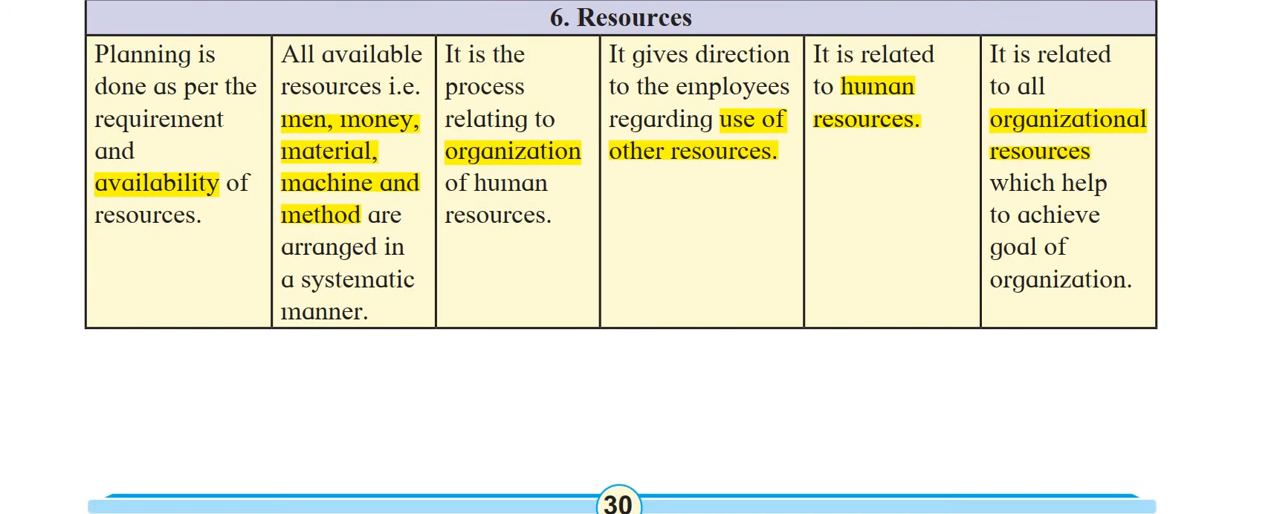 6. Resources
Planning is
done as per the
requirement
and
availability of
resources.
All available
resources i.e.
men, money,
material,
machine and
method are
arranged in
a systematic
manner.
It is the
process
relating to
organization
of human
resources.
It gives direction
to the employees
regarding use of
other resources.
It is related
to human
resources.
It is related
to all
organizational
resources
which help
to achieve
goal of
organization.
30